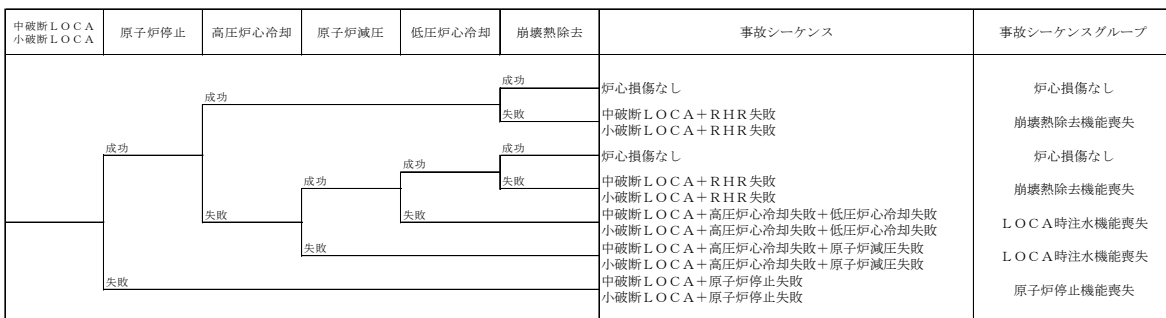 中破断ＬＯＣＡ
小破断ＬＯＣＡ
原子炉停止
高圧炉心冷却
原子炉減圧
低圧炉心冷却
崩壊熱除去
事故シーケンス
事故シーケンスグループ
成功
炉心損傷なし
炉心損傷なし
成功
失敗
中破断ＬＯＣＡ＋ＲＨＲ失敗
小破断ＬＯＣＡ＋ＲＨＲ失敗
崩壊熱除去機能喪失
成功
成功
炉心損傷なし
炉心損傷なし
成功
成功
失敗
中破断ＬＯＣＡ＋ＲＨＲ失敗
小破断ＬＯＣＡ＋ＲＨＲ失敗
崩壊熱除去機能喪失
失敗
失敗
中破断ＬＯＣＡ＋高圧炉心冷却失敗＋低圧炉心冷却失敗
小破断ＬＯＣＡ＋高圧炉心冷却失敗＋低圧炉心冷却失敗
ＬＯＣＡ時注水機能喪失
失敗
中破断ＬＯＣＡ＋高圧炉心冷却失敗＋原子炉減圧失敗
小破断ＬＯＣＡ＋高圧炉心冷却失敗＋原子炉減圧失敗
ＬＯＣＡ時注水機能喪失
失敗
中破断ＬＯＣＡ＋原子炉停止失敗
小破断ＬＯＣＡ＋原子炉停止失敗
原子炉停止機能喪失